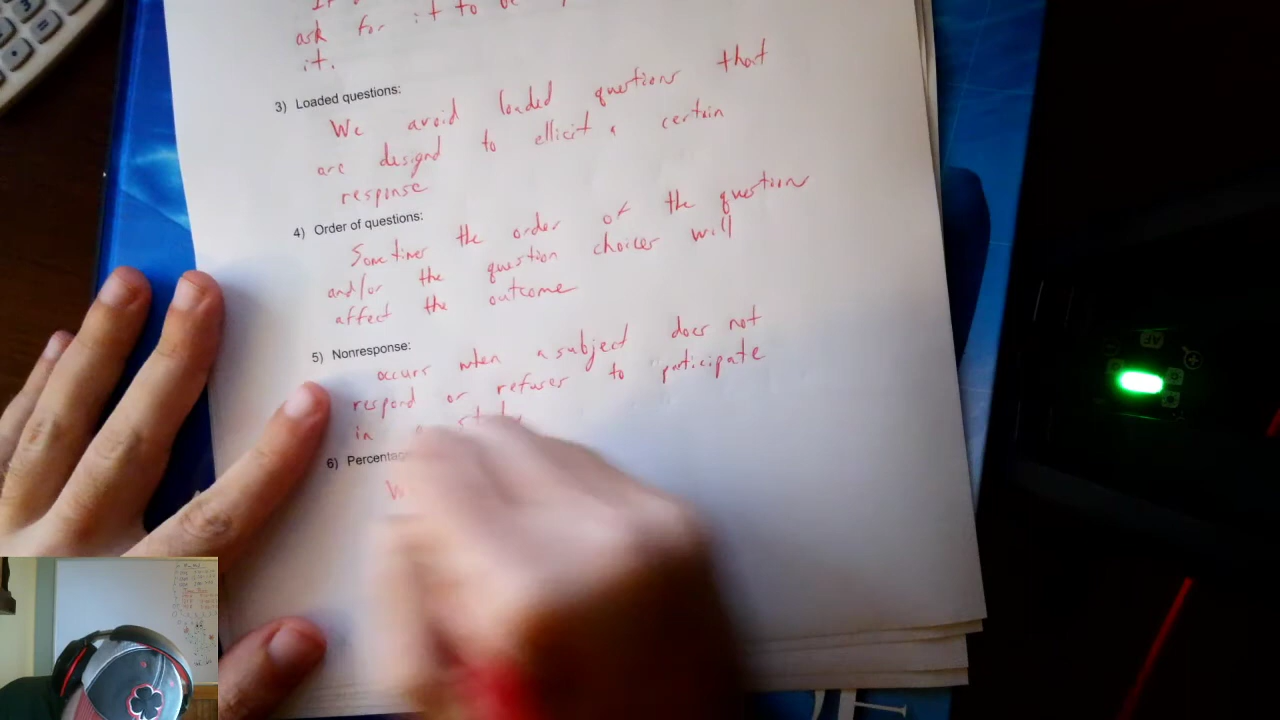 ask for it to be
it.
3) Loaded questions:
We avoid loaded questions that
are designd to ellicit a certain
response
4) Order of questions:
Sometimes the order of the question
and/or the question choices will
affect the outcome
5) Nonresponse:
occurs when a subject does not
respond or refuses to participate
in a study
6) Percentag
W